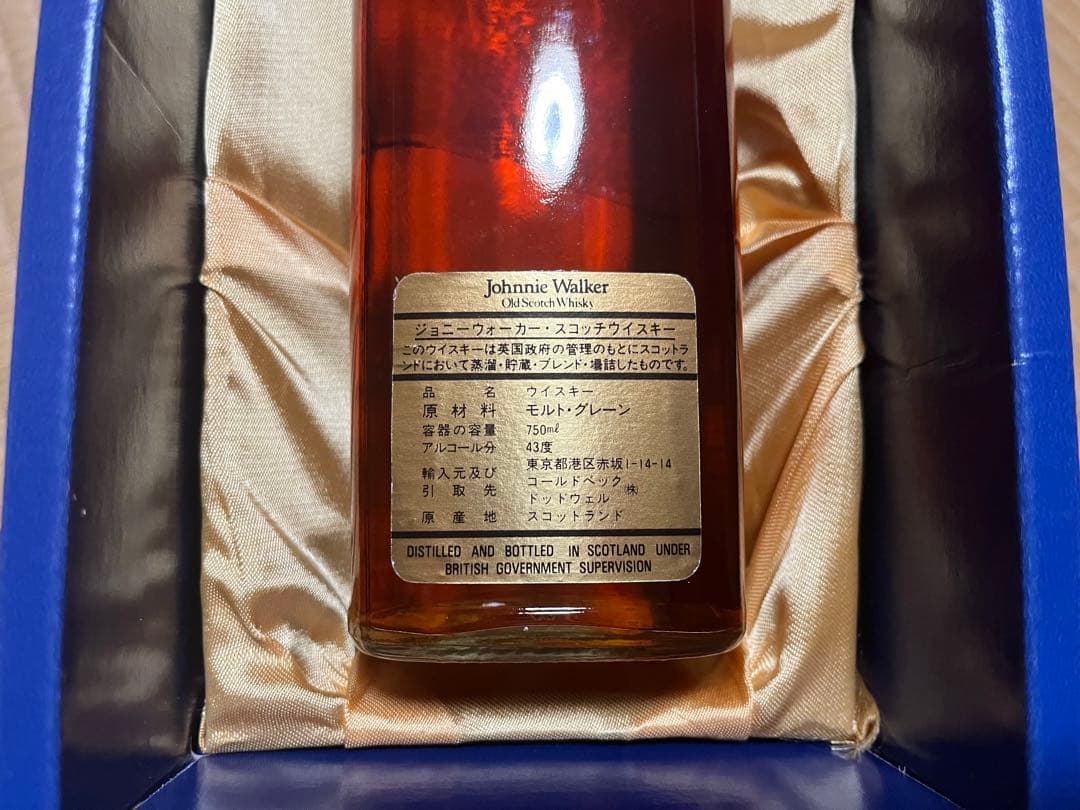 Johnnie Walker
Old Scotch Whisky
ジョニーウォーカー・スコッチウイスキー
このウイスキーは英国政府の管理のもとにスコットラ
ンドにおいて蒸溜・貯蔵・ブレンド・壜詰したものです。
品名 ウイスキー
原材料 モルト・グレーン
容器の容量 750mℓ
アルコール分 43度
輸入元及び引取先 東京都港区赤坂1-14-14
コールドベック
ドッドウェル ㈱
原産地 スコットランド
DISTILLED AND BOTTLED IN SCOTLAND UNDER
BRITISH GOVERNMENT SUPERVISION